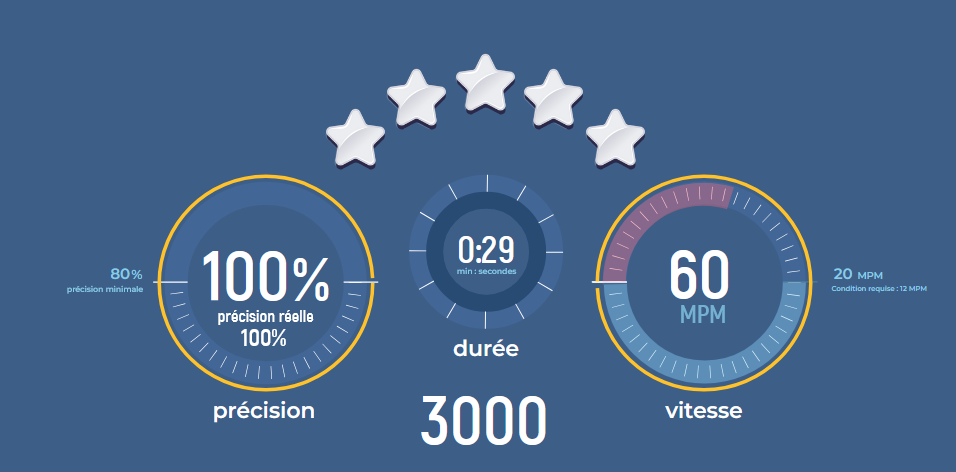 80%
précision minimale
100%
précision réelle
100%
précision
0:29
min : secondes
durée
3000
60
MPM
vitesse
20 MPM
Condition requise : 12 MPM